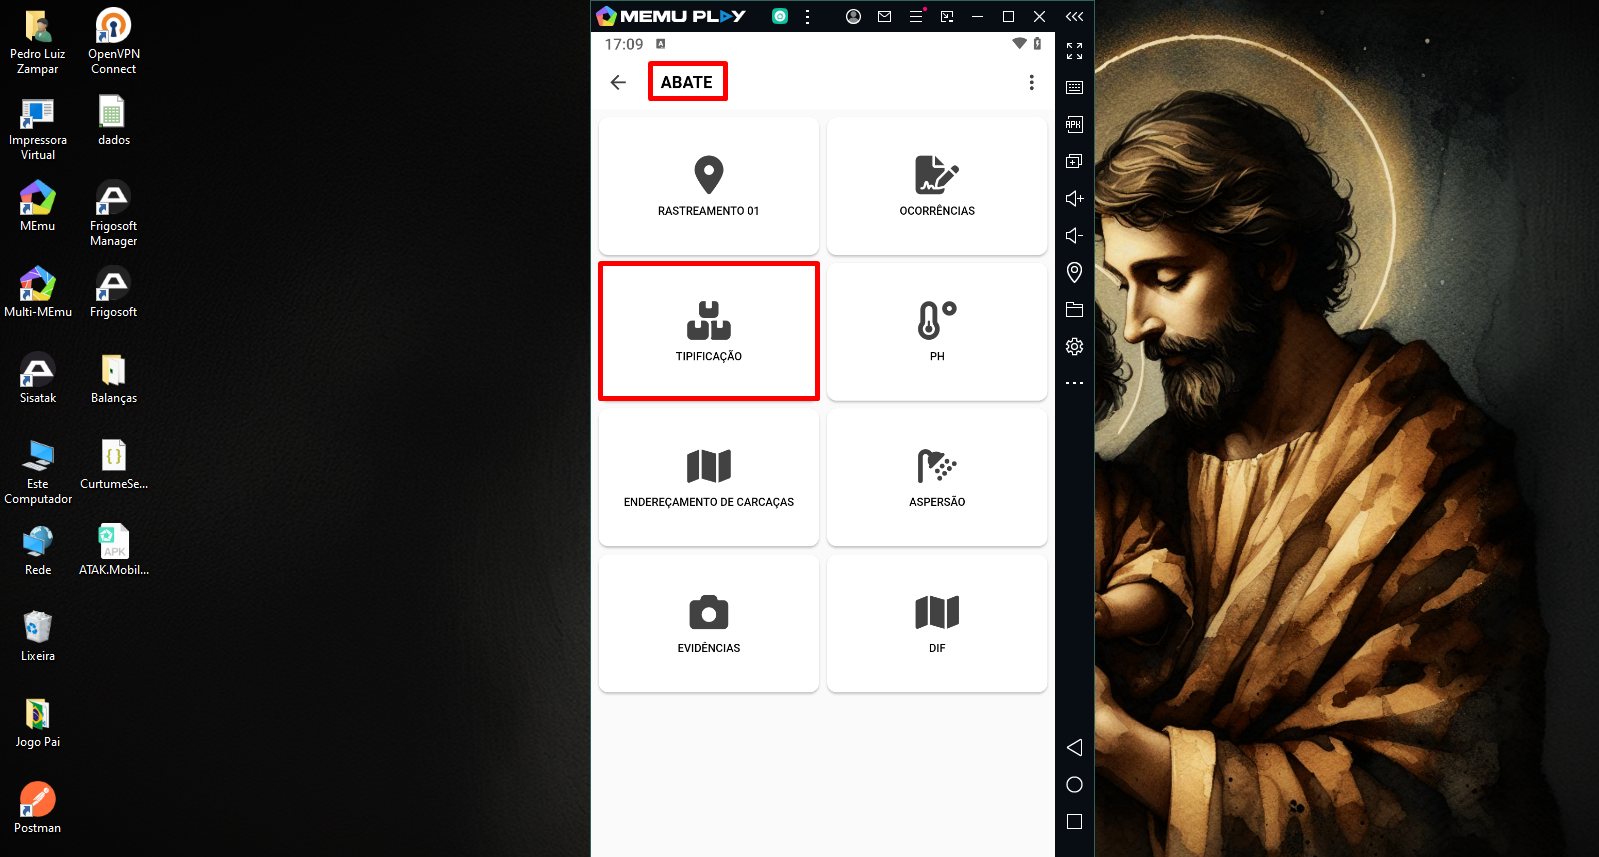 Pedro Luiz
Zampar
OpenVPN
Connect
Impressora
Virtual
dados
MEmu
Frigosoft
Manager
Multi-MEmu
Frigosoft
Sisatak
Balanças
Este
Computador
{ }
CurtumeSe...
Rede
APK
ATAK.Mobil...
Lixeira
Jogo Pai
Postman
MEMU PLAY
17:09
A
ABATE
RASTREAMENTO 01
OCORRÊNCIAS
TIPIFICAÇÃO
PH
ENDEREÇAMENTO DE CARCAÇAS
ASPERSÃO
EVIDÊNCIAS
DIF
APK